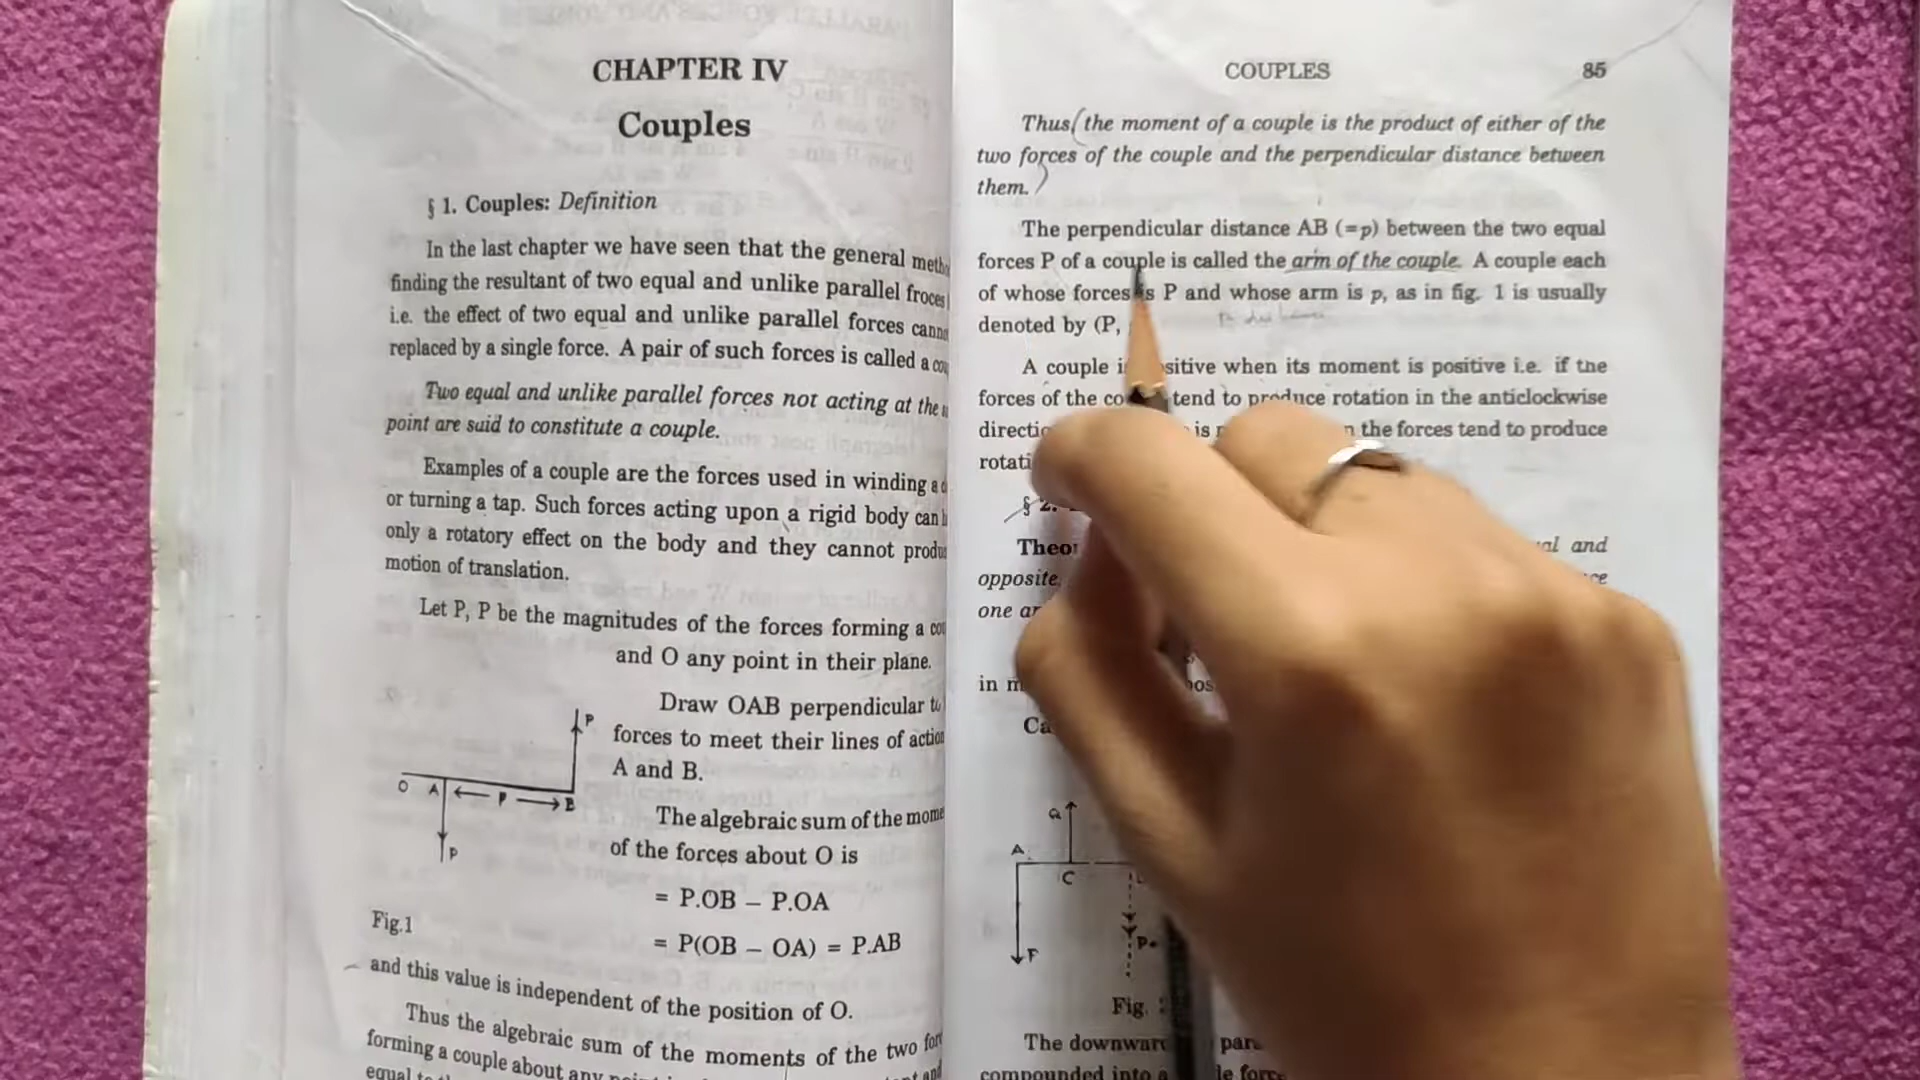 CHAPTER IV
Couples
§ 1. Couples: Definition
In the last chapter we have seen that the general
finding the resultant of two equal and unlike parallel froces
i.e. the effect of two equal and unlike parallel forces
replaced by a single force. A pair of such forces is called a
Two equal and unlike parallel forces not acting at the
point are said to constitute a couple.
Examples of a couple are the forces used in winding a
or turning a tap. Such forces acting upon a rigid body can
only a rotatory effect on the body and they cannot
motion of translation.
Let P, P be the magnitudes of the forces forming a
and O any point in their plane.
Draw OAB perpendicular
forces to meet their lines of action
A and B.
The algebraic sum of the
of the forces about O is
= P.OB – P.OA
= P(OB – OA) = P.AB
O A P B
P
P
Fig.1
and this value is independent of the position of O.
Thus the algebraic sum of the moments of the two
forming a couple about any
equal
COUPLES 85
Thus (the moment of a couple is the product of either of the
two forces of the couple and the perpendicular distance between
them.)
The perpendicular distance AB (=p) between the two equal
forces P of a couple is called the arm of the couple. A couple each
of whose forces is P and whose arm is p, as in fig. 1 is usually
denoted by (P,
A couple sitive when its moment is positive i.e. if the
forces of the tend to produce rotation in the anticlockwise
is the forces tend to produce
§ 2.
and
opposite
one
in
Q
A
C
F
P
Fig.
The
compounded into a